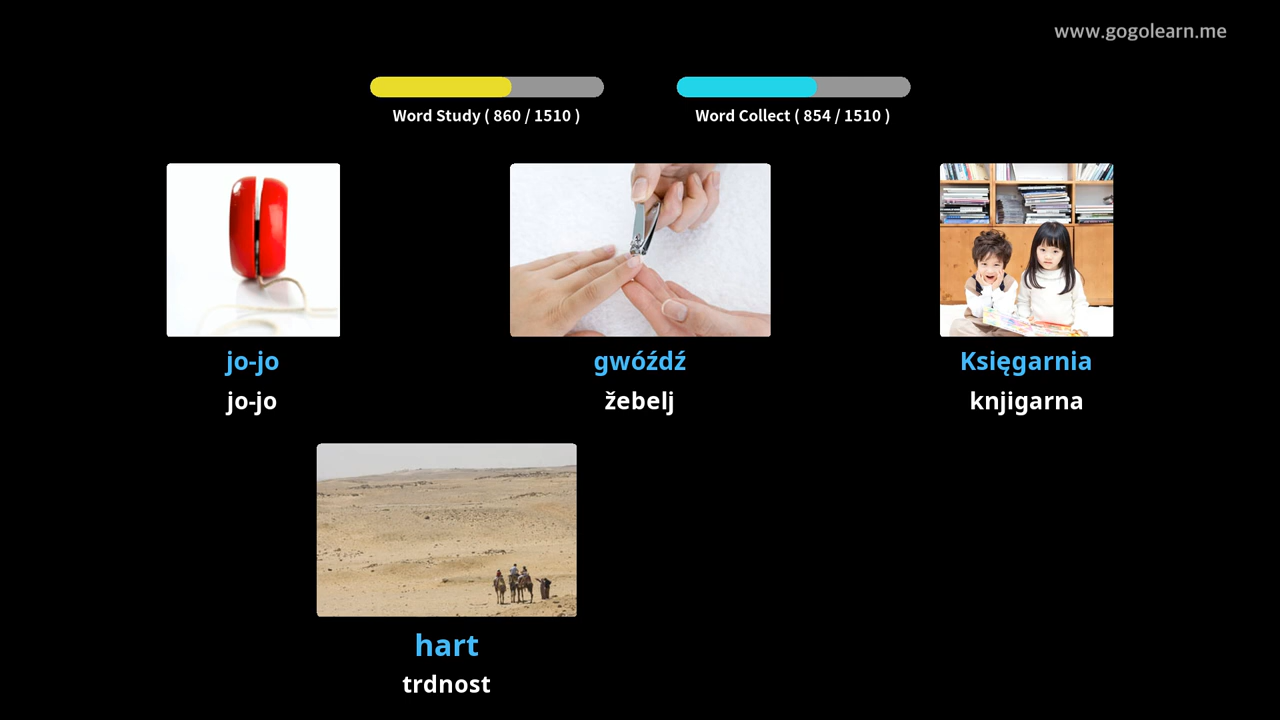 www.gogolearn.me
Word Study ( 860 / 1510 )
Word Collect ( 854 / 1510 )
jo-jo
jo-jo
gwóźdź
žebelj
Księgarnia
knjigarna
hart
trdnost